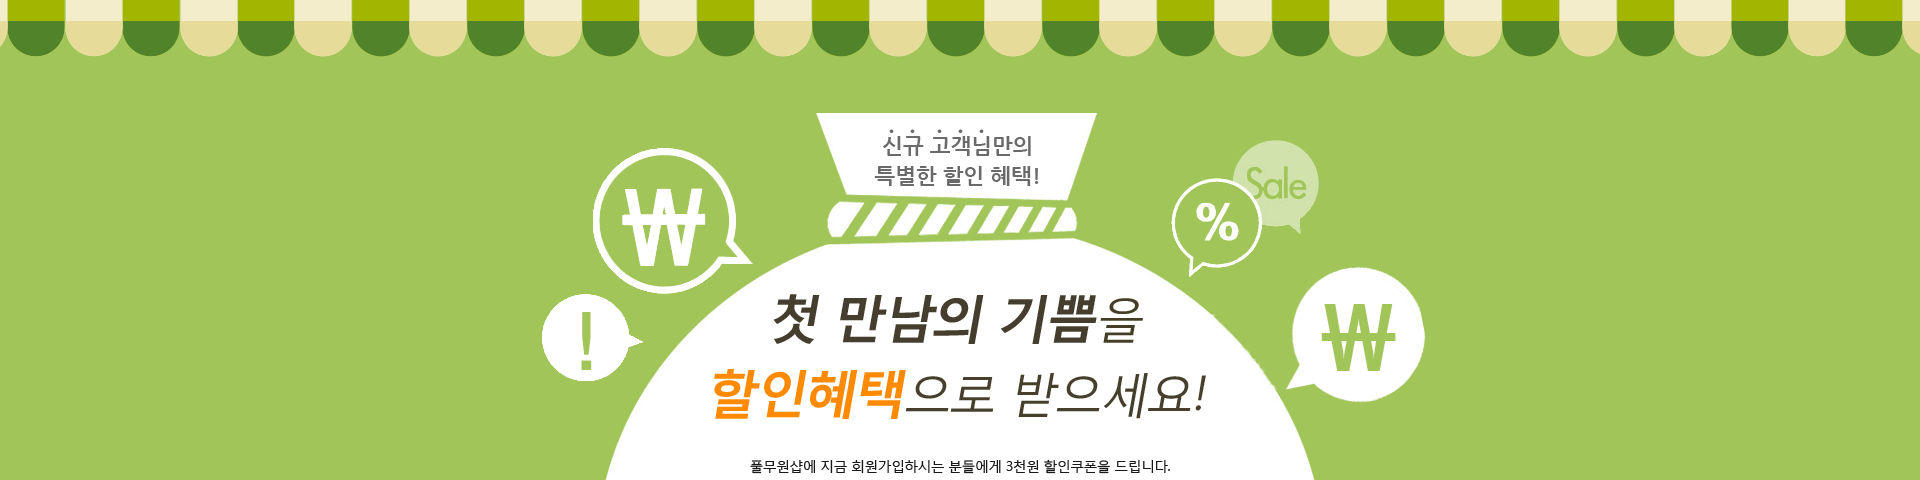 신규 고객님만의
특별한 할인 혜택!
₩
Sale
%
!
₩
첫 만남의 기쁨을
할인혜택으로 받으세요!
풀무원샵에 지금 회원가입하시는 분들에게 3천원 할인쿠폰을 드립니다.